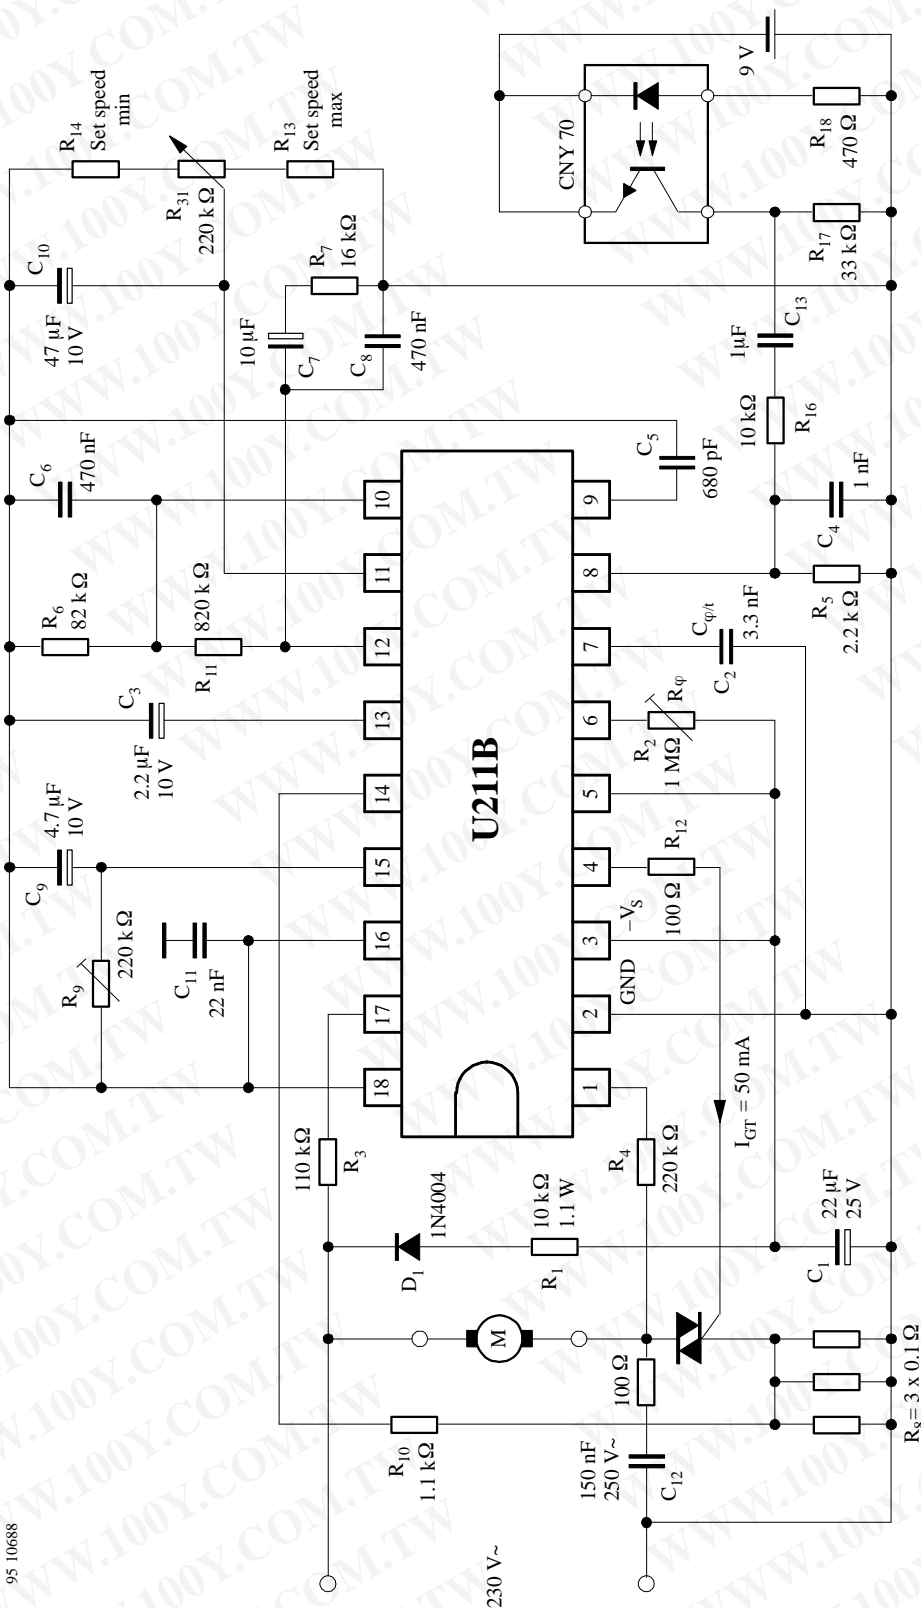 95 10688
R14
Set speed
min
R31
220 kΩ
R13
Set speed
max
C10
47 µF
10 V
R7
16 kΩ
10 µF
C7
C8
470 nF
CNY 70
9 V
R18
470 Ω
R17
33 kΩ
C13
1µF
10 kΩ
R16
C6
470 nF
C5
680 pF
C4
1 nF
R6
82 kΩ
820 kΩ
R11
R5
2.2 kΩ
Cφ/t
3.3 nF
C2
Rφ
R2
1 MΩ
C3
2.2 µF
10 V
4.7 µF
10 V
C9
R12
100 Ω
220 kΩ
R9
C11
22 nF
–VS
GND
U211B
10
11
12
13
14
15
16
17
18
9
8
7
6
5
4
3
2
1
110 kΩ
R3
R4
220 kΩ
IGT = 50 mA
1N4004
D1
10 kΩ
1.1 W
R1
22 µF
25 V
C1
M
100 Ω
R10
1.1 kΩ
150 nF
250 V~
C12
R8= 3 x 0.1 Ω
230 V~
WWW.100Y.COM.TW